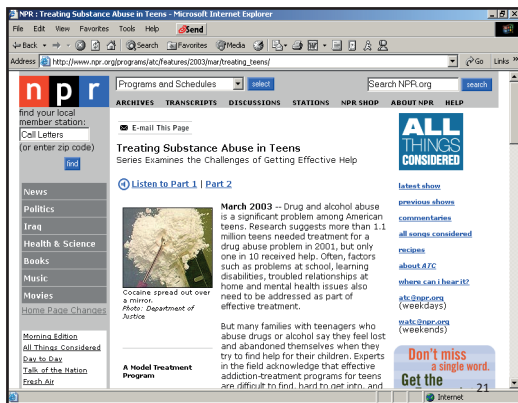 NPR : Treating Substance Abuse in Teens - Microsoft Internet Explorer
File Edit View Favorites Tools Help Send
Back Search Favorites Media
Address http://www.npr.org/programs/atc/features/2003/mar/treating_teens/ Go Links »
n p r
Programs and Schedules select Search NPR.org search
ARCHIVES TRANSCRIPTS DISCUSSIONS STATIONS NPR SHOP ABOUT NPR HELP
find your local
member station:
Call Letters
(or enter zip code)
find
News
Politics
Iraq
Health & Science
Books
Music
Movies
Home Page Changes
Morning Edition
All Things Considered
Day to Day
Talk of the Nation
Fresh Air
E-mail This Page
Treating Substance Abuse in Teens
Series Examines the Challenges of Getting Effective Help
Listen to Part 1 | Part 2
Cocaine spread out over
a mirror.
Photo: Department of
Justice
A Model Treatment
Program
March 2003 -- Drug and alcohol abuse
is a significant problem among American
teens. Research suggests more than 1.1
million teens needed treatment for a
drug abuse problem in 2001, but only
one in 10 received help. Often, factors
such as problems at school, learning
disabilities, troubled relationships at
home and mental health issues also
need to be addressed as part of
effective treatment.
But many families with teenagers who
abuse drugs or alcohol say they feel lost
and abandoned themselves when they
try to find help for their children. Experts
in the field acknowledge that effective
addiction-treatment programs for teens
are difficult to find, hard to get into, and
ALL
THINGS
CONSIDERED
latest show
previous shows
commentaries
all songs considered
recipes
about ATC
where can i hear it?
atc@npr.org
(weekdays)
watc@npr.org
(weekends)
Don't miss
a single word.
Get the
21
Internet